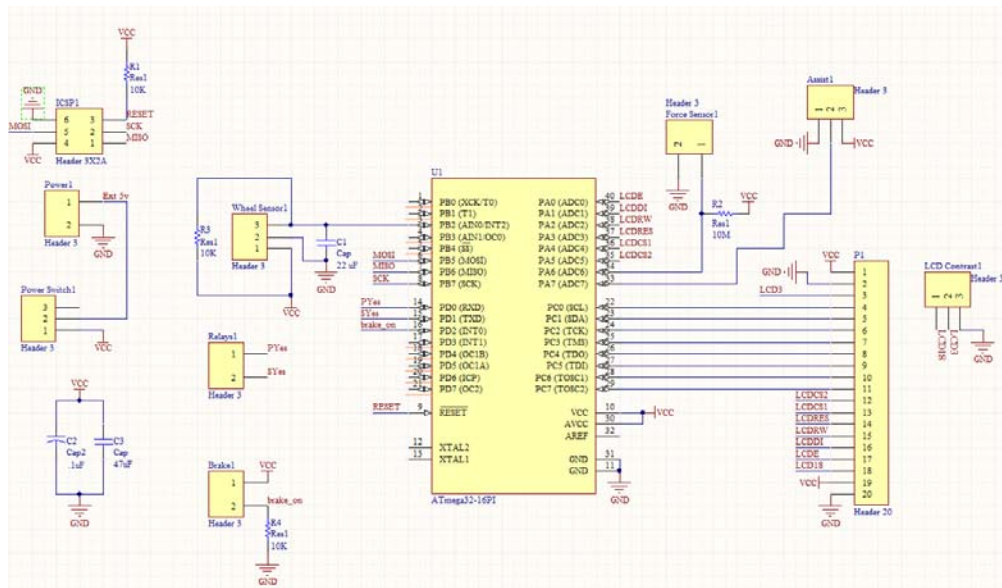 VCC
R1
Res1
10K
GND
ICSP1
6 3 RESET
MOSI 5 2 SCK
4 1 MISO
VCC
Header 3X2A
Power1
1 Ext 5v
2
GND
Header 3
Power Switch1
3
2
1
VCC
Header 3
VCC
C2
Cap2
.1uF
C3
Cap
47uF
GND
R3
Res1
10K
Wheel Sensor1
3
2
1
Header 3
C1
Cap
22 uF
GND
VCC
Relays1
1 PYes
2 SYes
Header 3
Brake1
VCC
1
2 brake_on
Header 3
R4
Res1
10K
GND
U1
PB0 (XCK/T0)
PB1 (T1)
PB2 (AIN0/INT2)
PB3 (AIN1/OC0)
PB4 (SS)
MOSI PB5 (MOSI)
MISO PB6 (MISO)
SCK PB7 (SCK)
PYes 14 PD0 (RXD)
SYes 15 PD1 (TXD)
brake_on 16 PD2 (INT0)
PD3 (INT1)
PD4 (OC1B)
PD5 (OC1A)
PD6 (ICP)
PD7 (OC2)
RESET 9 RESET
12 XTAL2
13 XTAL1
PA0 (ADC0) 40 LCDE
PA1 (ADC1) LCDDI
PA2 (ADC2) LCDRW
PA3 (ADC3) LCDRES
PA4 (ADC4) LCDCS1
PA5 (ADC5) LCDCS2
PA6 (ADC6)
PA7 (ADC7)
PC0 (SCL)
PC1 (SDA)
PC2 (TCK)
PC3 (TMS)
PC4 (TDO)
PC5 (TDI)
PC6 (TOSC1)
PC7 (TOSC2)
VCC 10
AVCC 30 VCC
AREF 32
GND 31
GND 11
GND
ATmega32-16PI
Header 3
Force Sensor1
2 1
GND
R2
Res1
10M
VCC
Assist1
Header 3
1 2 3
GND
VCC
P1
VCC 1
GND 2
LCD3 3
4
5
6
7
8
9
10
11
LCDCS2 12
LCDCS1 13
LCDRES 14
LCDRW 15
LCDDI 16
LCDE 17
LCD18 18
VCC 19
20
GND
Header 20
LCD Contrast1
Header 3
1 2 3
LCD18
LCD3
GND